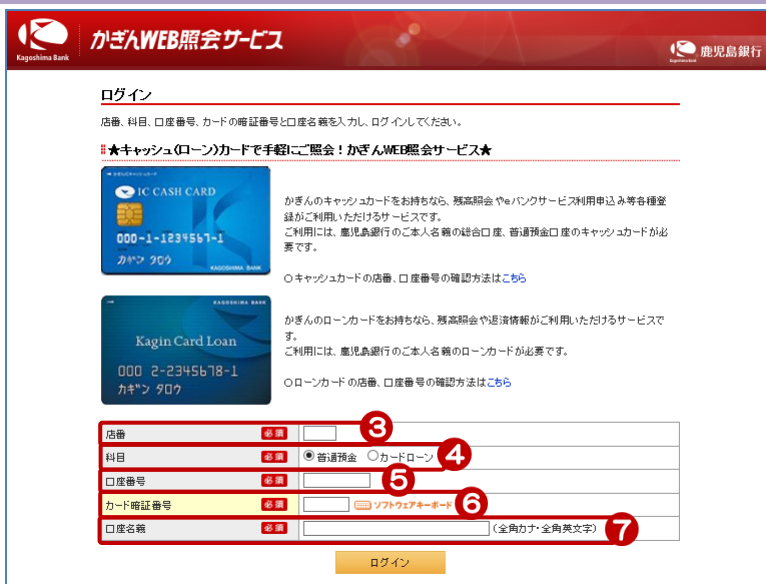 Kagoshima Bank
かぎんWEB照会サービス
鹿児島銀行
ログイン
店番、科目、口座番号、カードの暗証番号と口座名義を入力し、ログインしてください。
★キャッシュ(ローン)カードで手軽にご照会！かぎんWEB照会サービス★
IC CASH CARD
000-1-1234567-1
カギン タロウ
KAGOSHIMA BANK
かぎんのキャッシュカードをお持ちなら、残高照会やeバンクサービス利用申込み等各種登
録がご利用いただけるサービスです。
ご利用には、鹿児島銀行のご本人名義の総合口座、普通預金口座のキャッシュカードが必
要です。
○キャッシュカードの店番、口座番号の確認方法はこちら
KAGOSHIMA BANK
Kagin Card Loan
000 2-2345678-1
カギン タロウ
かぎんのローンカードをお持ちなら、残高照会や返済情報がご利用いただけるサービスで
す。
ご利用には、鹿児島銀行のご本人名義のローンカードが必要です。
○ローンカードの店番、口座番号の確認方法はこちら
店番 必須 3
科目 必須 普通預金 カードローン 4
口座番号 必須 5
カード暗証番号 必須 ソフトウェアキーボード 6
口座名義 必須 (全角カナ・全角英文字) 7
ログイン